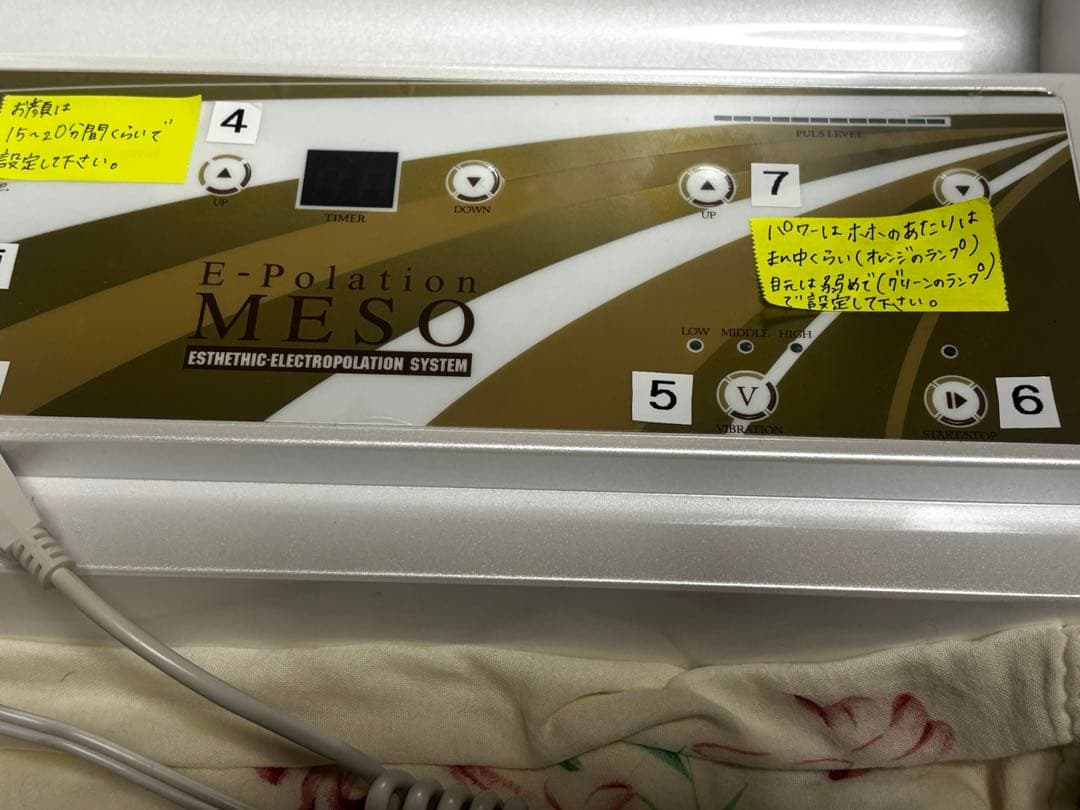 お顔は
15〜20分間くらいで
設定して下さい。
4
UP
TIMER
DOWN
PULS LEVEL
UP
7
パワーはホホのあたりは
まん中くらい(オレンジのランプ)
目元は弱めで(グリーンのランプ)
で設定して下さい。
E-Polation
MESO
ESTHETHIC-ELECTROPOLATION SYSTEM
LOW MIDDLE HIGH
5
V
VIBRATION
6
START/STOP